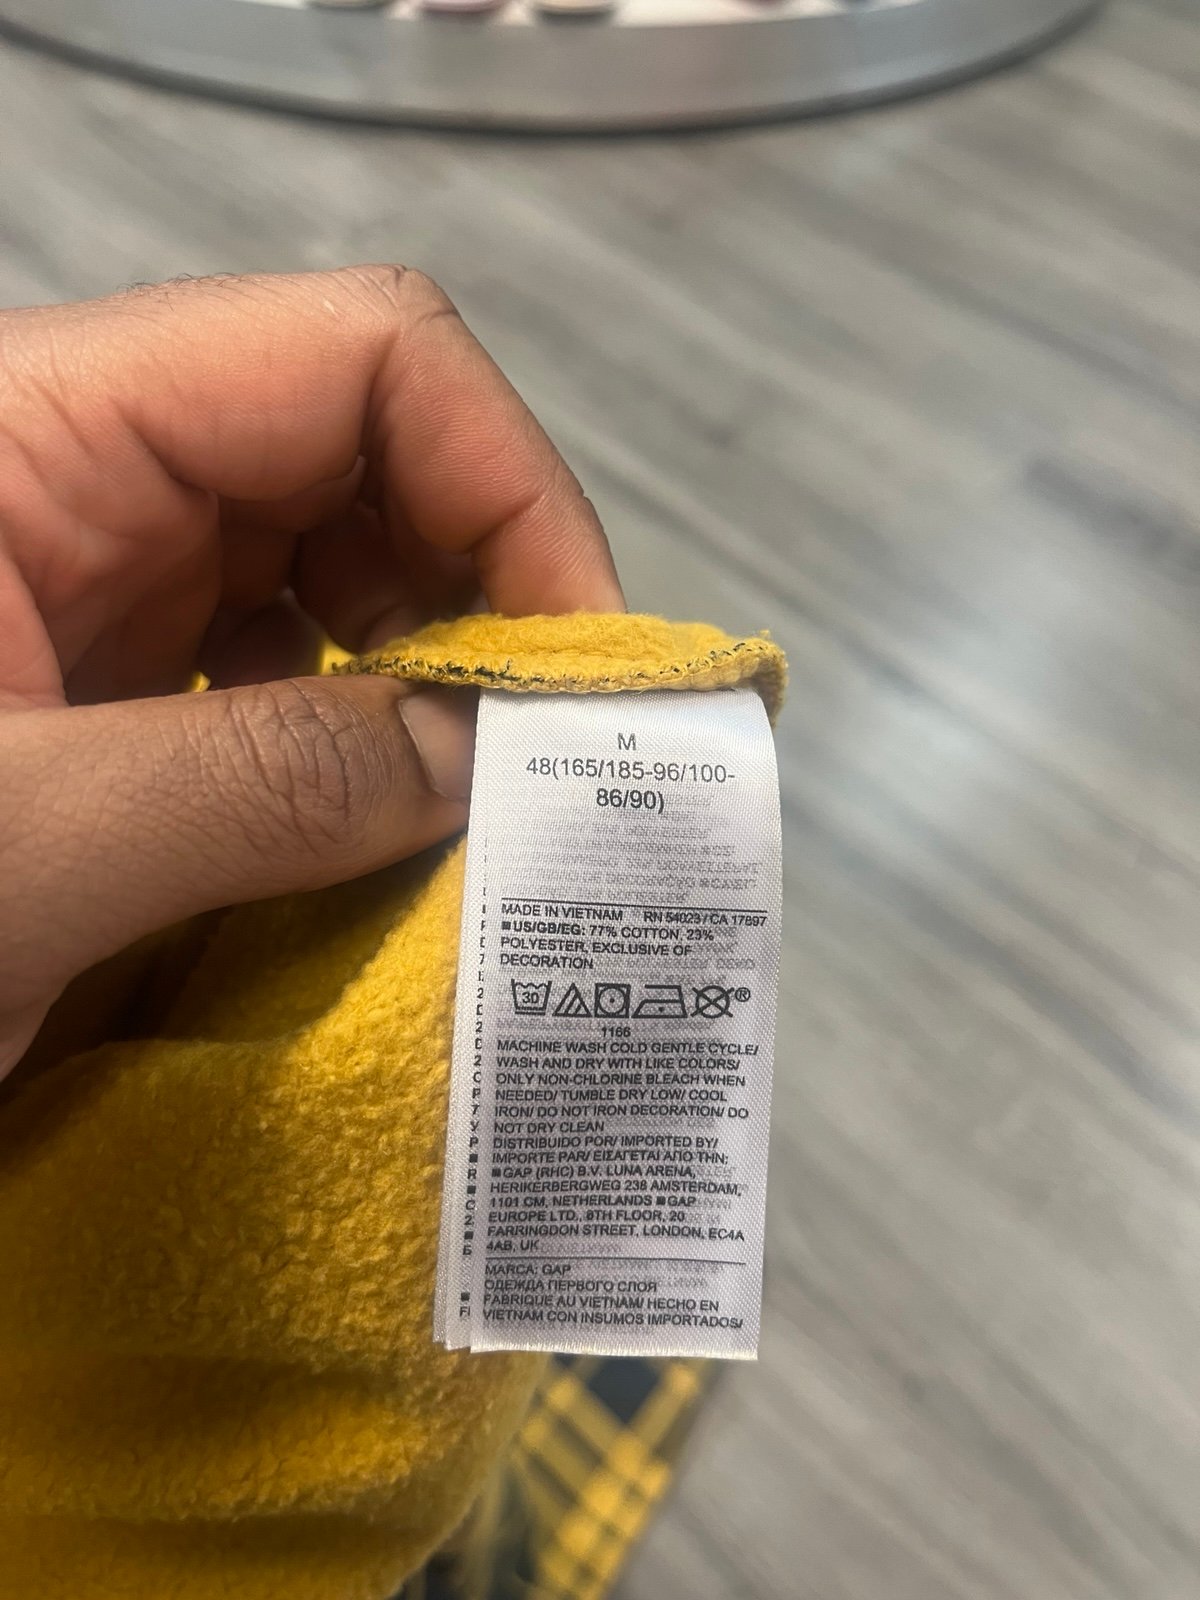 M
48(165/185-96/100-
86/90)
MADE IN VIETNAM RN 54023 / CA 17897
■US/GB/EG: 77% COTTON, 23%
POLYESTER, EXCLUSIVE OF
DECORATION
30 ®
1166
MACHINE WASH COLD GENTLE CYCLE/
WASH AND DRY WITH LIKE COLORS/
ONLY NON-CHLORINE BLEACH WHEN
NEEDED/ TUMBLE DRY LOW/ COOL
IRON/ DO NOT IRON DECORATION/ DO
NOT DRY CLEAN
DISTRIBUIDO POR/ IMPORTED BY/
IMPORTE PAR/ ΕΙΣΑΓΕΤΑΙ ΑΠΟ ΤΗΝ:
■GAP (RHC) B.V. LUNA ARENA,
HERIKERBERGWEG 238 AMSTERDAM,
1101 CM, NETHERLANDS ■GAP
EUROPE LTD., 8TH FLOOR, 20
FARRINGDON STREET, LONDON, EC4A
4AB, UK
MARCA: GAP
ОДЕЖДА ПЕРВОГО СЛОЯ
FABRIQUE AU VIETNAM/ HECHO EN
VIETNAM CON INSUMOS IMPORTADOS/